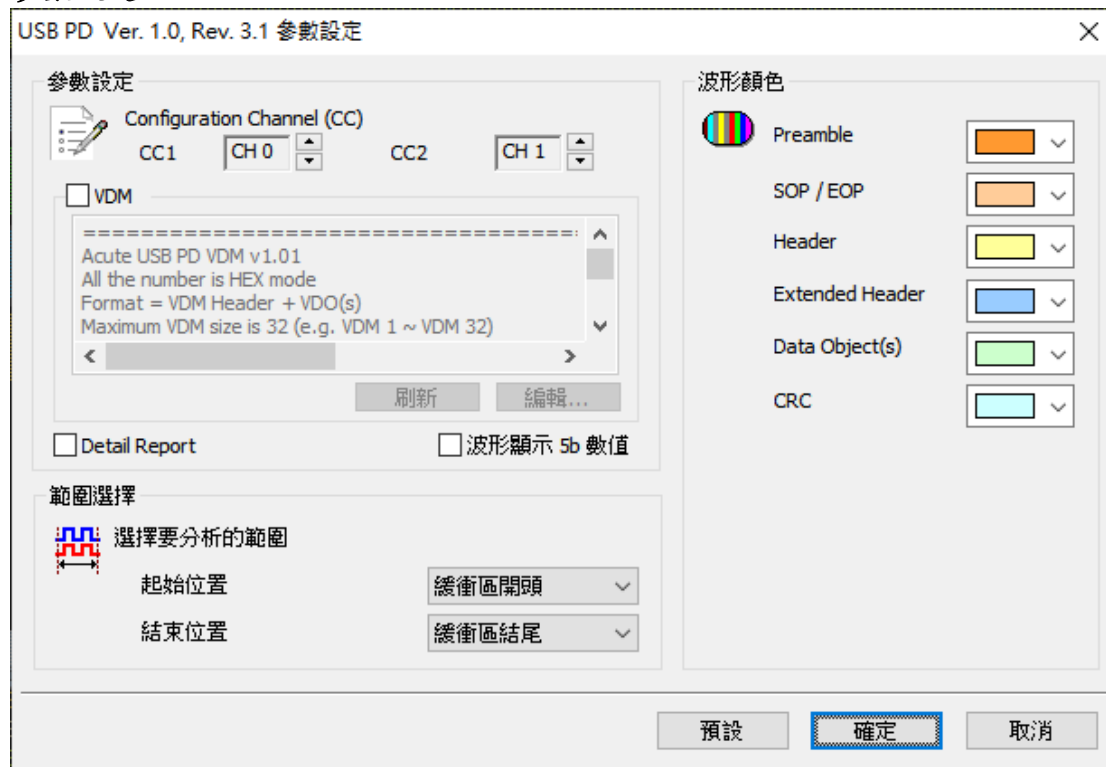 USB PD Ver. 1.0, Rev. 3.1 參數設定
參數設定
Configuration Channel (CC)
CC1 CH 0 CC2 CH 1
VDM
==================================
Acute USB PD VDM v1.01
All the number is HEX mode
Format = VDM Header + VDO(s)
Maximum VDM size is 32 (e.g. VDM 1 ~ VDM 32)
刷新 編輯...
Detail Report 波形顯示 5b 數值
範圍選擇
選擇要分析的範圍
起始位置 緩衝區開頭
結束位置 緩衝區結尾
波形顏色
Preamble
SOP / EOP
Header
Extended Header
Data Object(s)
CRC
預設 確定 取消